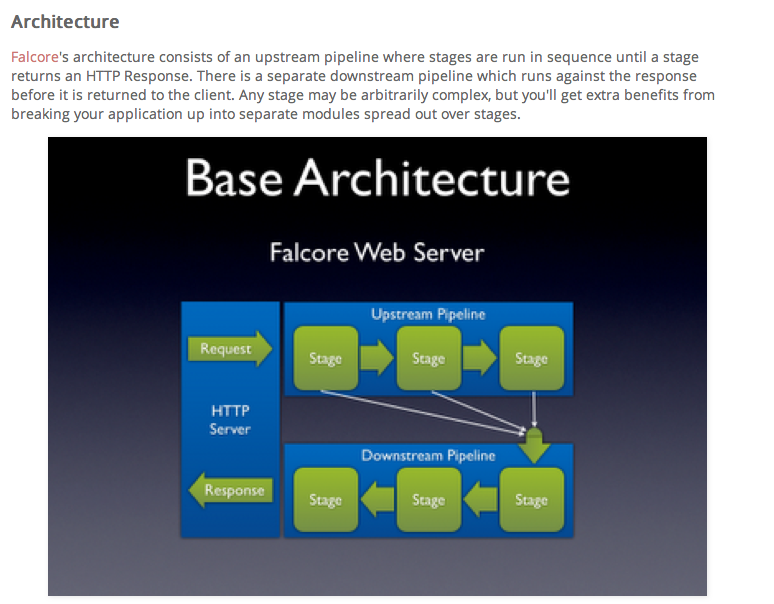 Architecture
Falcore's architecture consists of an upstream pipeline where stages are run in sequence until a stage
returns an HTTP Response. There is a separate downstream pipeline which runs against the response
before it is returned to the client. Any stage may be arbitrarily complex, but you'll get extra benefits from
breaking your application up into separate modules spread out over stages.
Base Architecture
Falcore Web Server
Upstream Pipeline
Request
Stage
Stage
Stage
HTTP
Server
Downstream Pipeline
Response
Stage
Stage
Stage